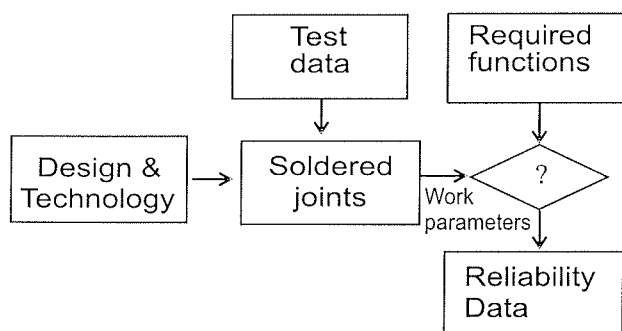 Test
data
Required
functions
Design &
Technology
Soldered
joints
?
Work
parameters
Reliability
Data